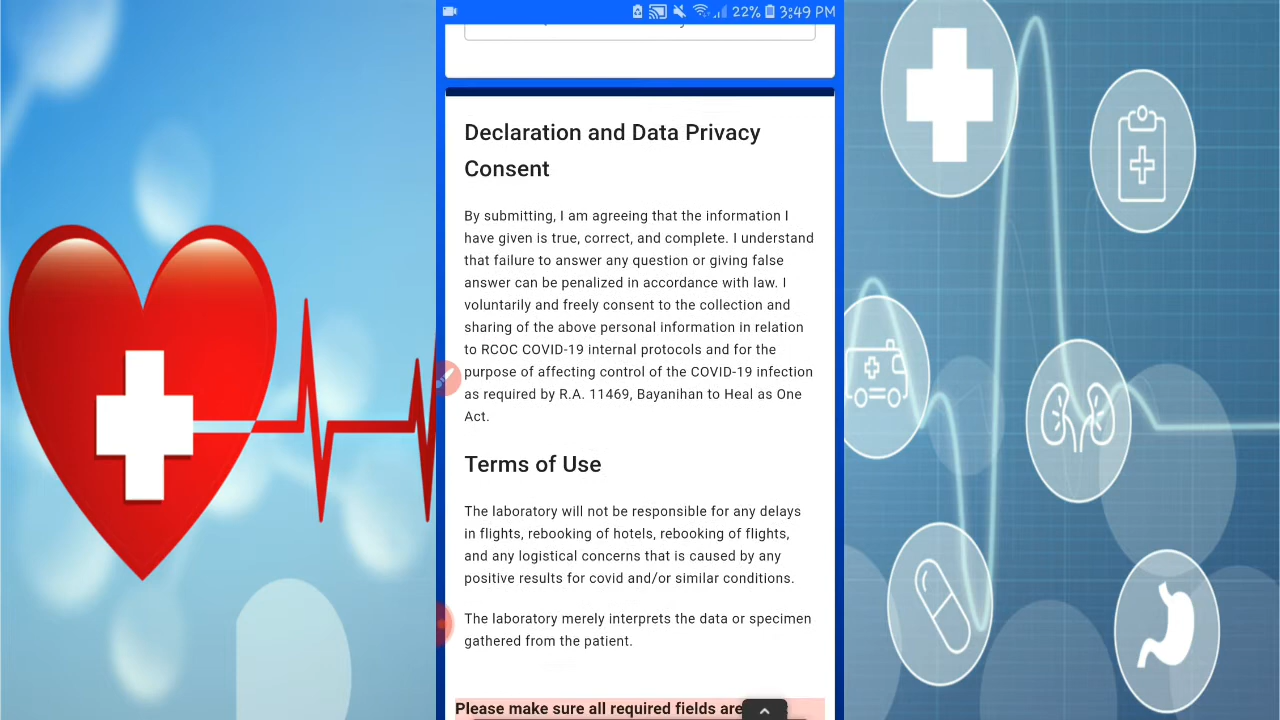 22% 3:49 PM
Declaration and Data Privacy
Consent
By submitting, I am agreeing that the information I
have given is true, correct, and complete. I understand
that failure to answer any question or giving false
answer can be penalized in accordance with law. I
voluntarily and freely consent to the collection and
sharing of the above personal information in relation
to RCOC COVID-19 internal protocols and for the
purpose of affecting control of the COVID-19 infection
as required by R.A. 11469, Bayanihan to Heal as One
Act.
Terms of Use
The laboratory will not be responsible for any delays
in flights, rebooking of hotels, rebooking of flights,
and any logistical concerns that is caused by any
positive results for covid and/or similar conditions.
The laboratory merely interprets the data or specimen
gathered from the patient.
Please make sure all required fields are